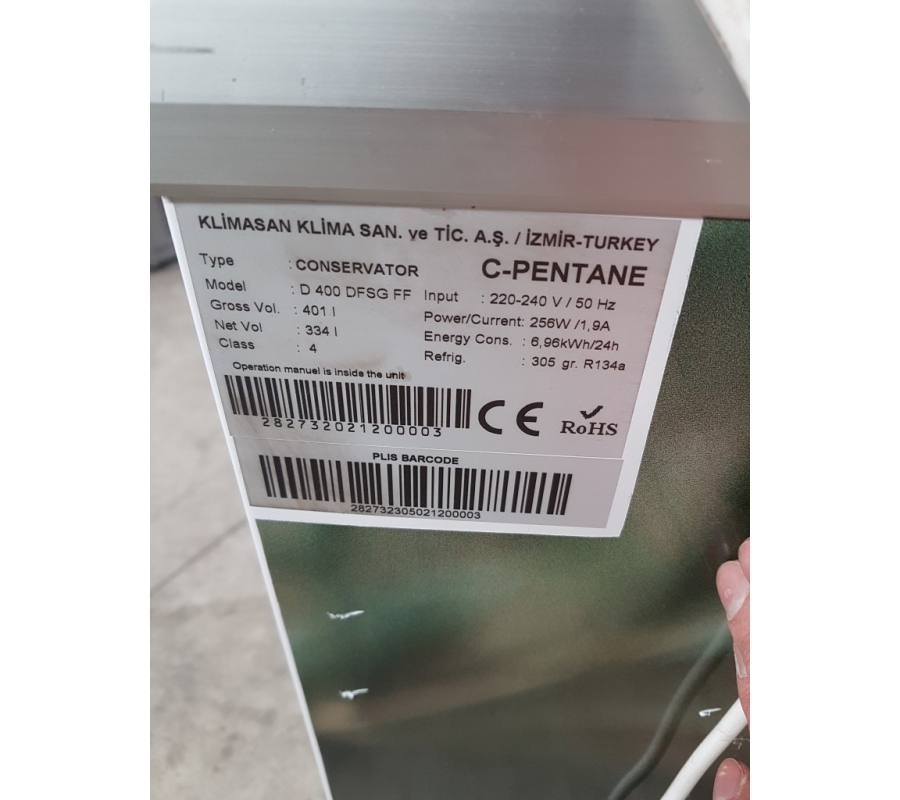 KLİMASAN KLİMA SAN. ve TİC. A.Ş. / İZMİR-TURKEY
Type : CONSERVATOR C-PENTANE
Model : D 400 DFSG FF Input : 220-240 V / 50 Hz
Gross Vol. : 401 l Power/Current: 256W /1,9A
Net Vol : 334 l Energy Cons. : 6,96kWh/24h
Class : 4 Refrig. : 305 gr. R134a
Operation manuel is inside the unit
282732021200003
CE
RoHS
PLIS BARCODE
282732305021200003